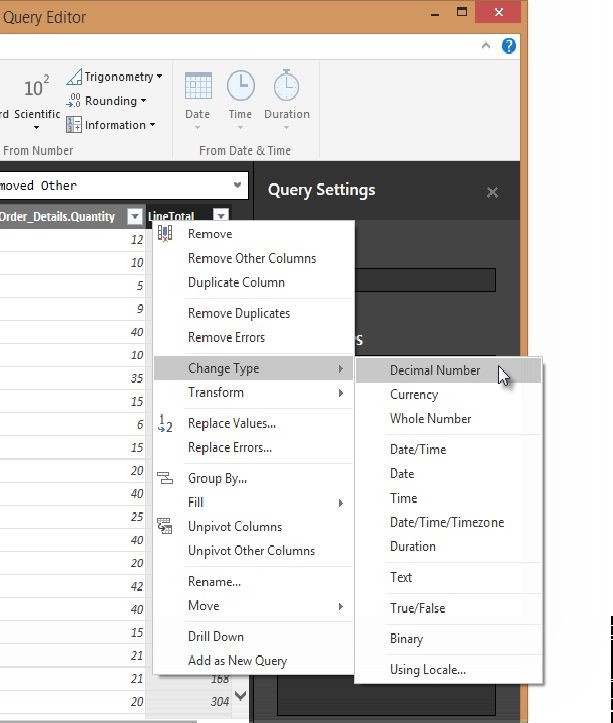 Query Editor
Trigonometry
Rounding
Information
10²
rd Scientific
From Number
Date
Time
Duration
From Date & Time
moved Other
Query Settings
Order_Details.Quantity
LineTotal
12
10
5
9
40
10
35
15
6
15
20
40
25
40
20
42
40
15
21
21
168
20
304
Remove
Remove Other Columns
Duplicate Column
Remove Duplicates
Remove Errors
Change Type
Transform
Replace Values...
Replace Errors...
Group By...
Fill
Unpivot Columns
Unpivot Other Columns
Rename...
Move
Drill Down
Add as New Query
S
Decimal Number
Currency
Whole Number
Date/Time
Date
Time
Date/Time/Timezone
Duration
Text
True/False
Binary
Using Locale...